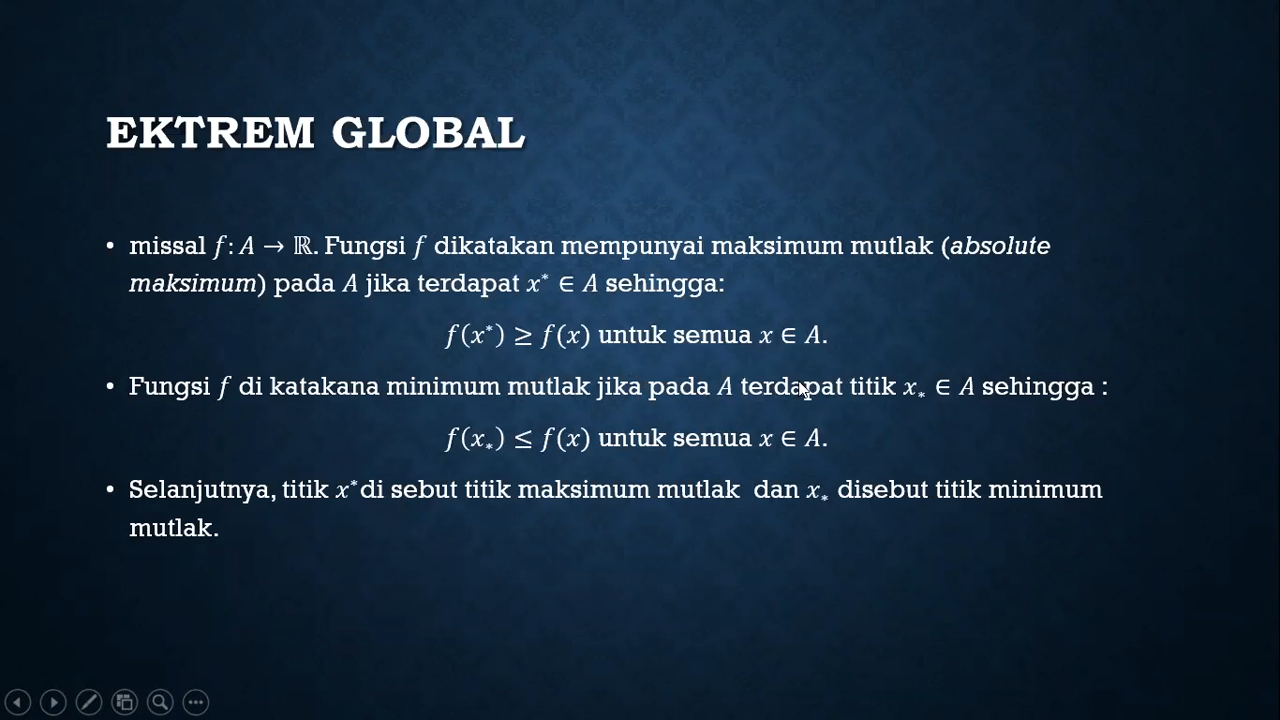 EKTREM GLOBAL
• missal 𝑓: 𝐴 → ℝ. Fungsi 𝑓 dikatakan mempunyai maksimum mutlak (absolute
maksimum) pada 𝐴 jika terdapat 𝑥* ∈ 𝐴 sehingga:
𝑓(𝑥*) ≥ 𝑓(𝑥) untuk semua 𝑥 ∈ 𝐴.
• Fungsi 𝑓 di katakana minimum mutlak jika pada 𝐴 terdapat titik 𝑥₊ ∈ 𝐴 sehingga :
𝑓(𝑥₊) ≤ 𝑓(𝑥) untuk semua 𝑥 ∈ 𝐴.
• Selanjutnya, titik 𝑥*di sebut titik maksimum mutlak dan 𝑥₊ disebut titik minimum
mutlak.